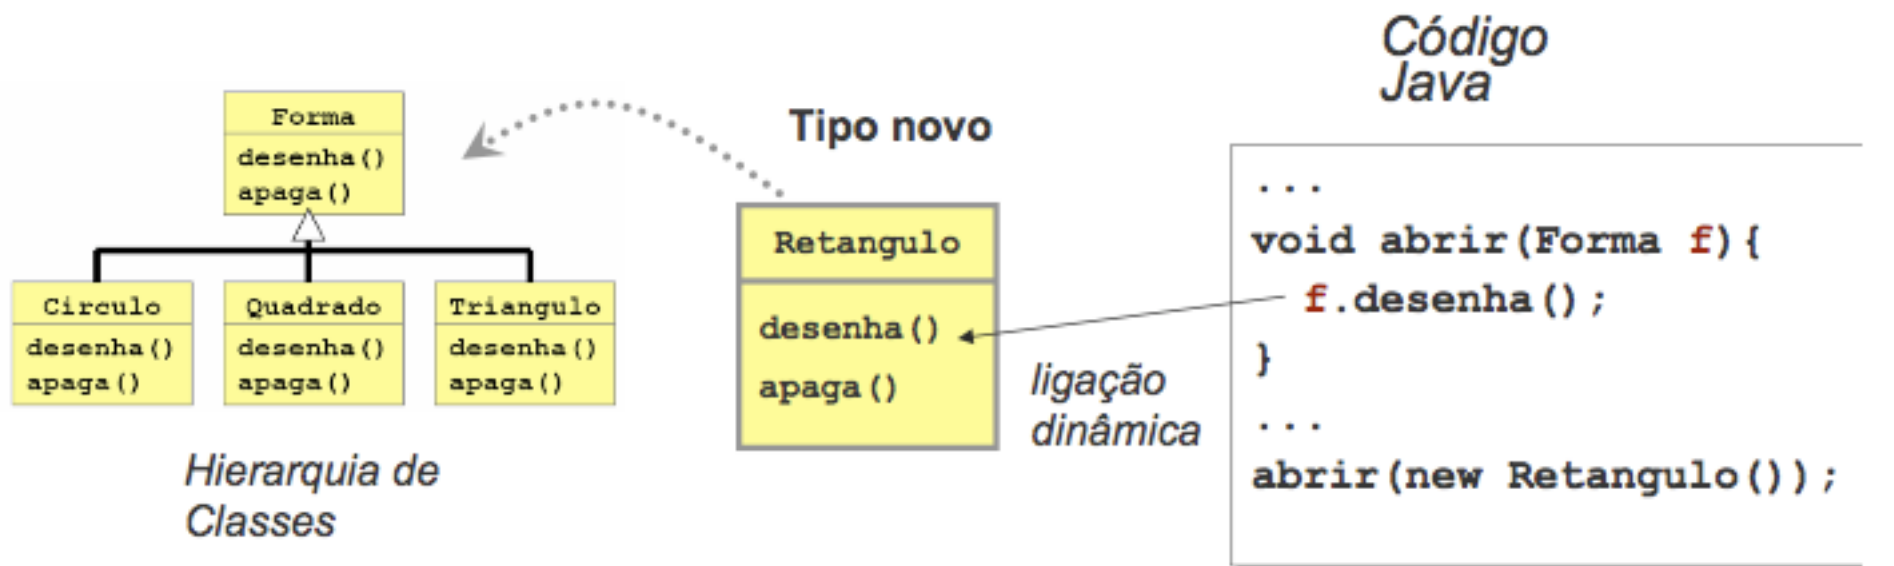 Forma
desenha()
apaga()
Circulo
desenha()
apaga()
Quadrado
desenha()
apaga()
Triangulo
desenha()
apaga()
Hierarquia de
Classes
Tipo novo
Retangulo
desenha()
apaga()
ligação
dinâmica
Código
Java
...
void abrir(Forma f){
f.desenha();
}
...
abrir(new Retangulo());